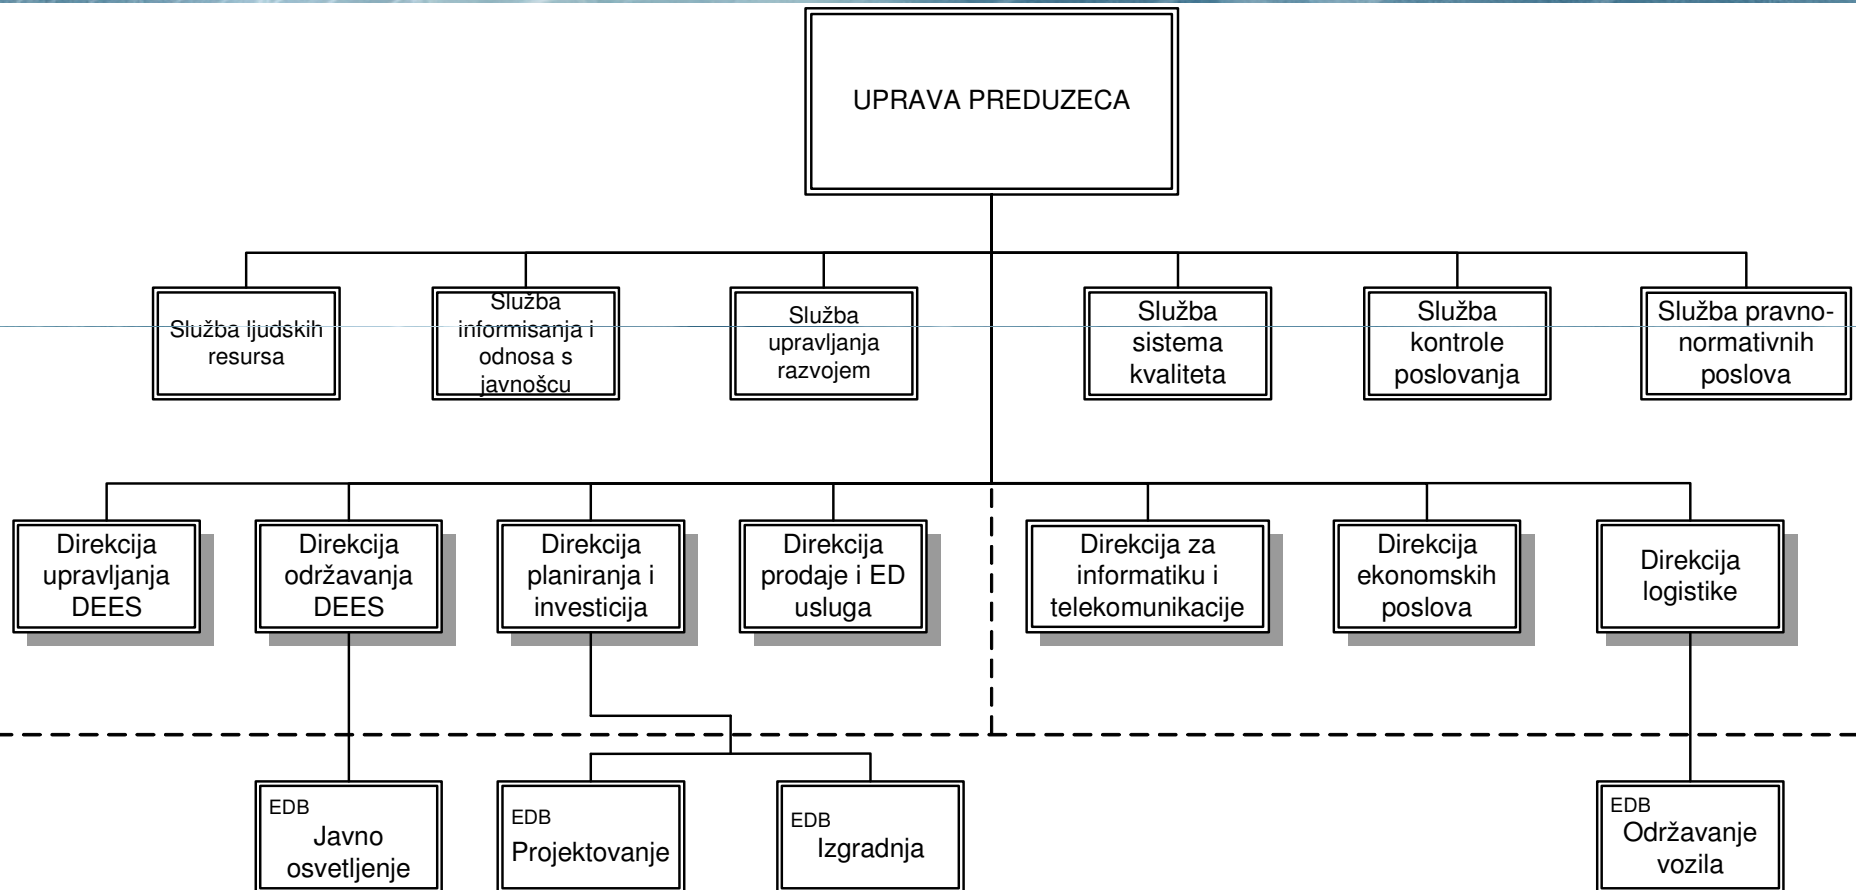 UPRAVA PREDUZECA
Služba ljudskih
resursa
Služba
informisanja i
odnosa s
javnošcu
Služba
upravljanja
razvojem
Služba
sistema
kvaliteta
Služba
kontrole
poslovanja
Služba pravno-
normativnih
poslova
Direkcija
upravljanja
DEES
Direkcija
održavanja
DEES
Direkcija
planiranja i
investicija
Direkcija
prodaje i ED
usluga
Direkcija za
informatiku i
telekomunikacije
Direkcija
ekonomskih
poslova
Direkcija
logistike
EDB
Javno
osvetljenje
EDB
Projektovanje
EDB
Izgradnja
EDB
Održavanje
vozila